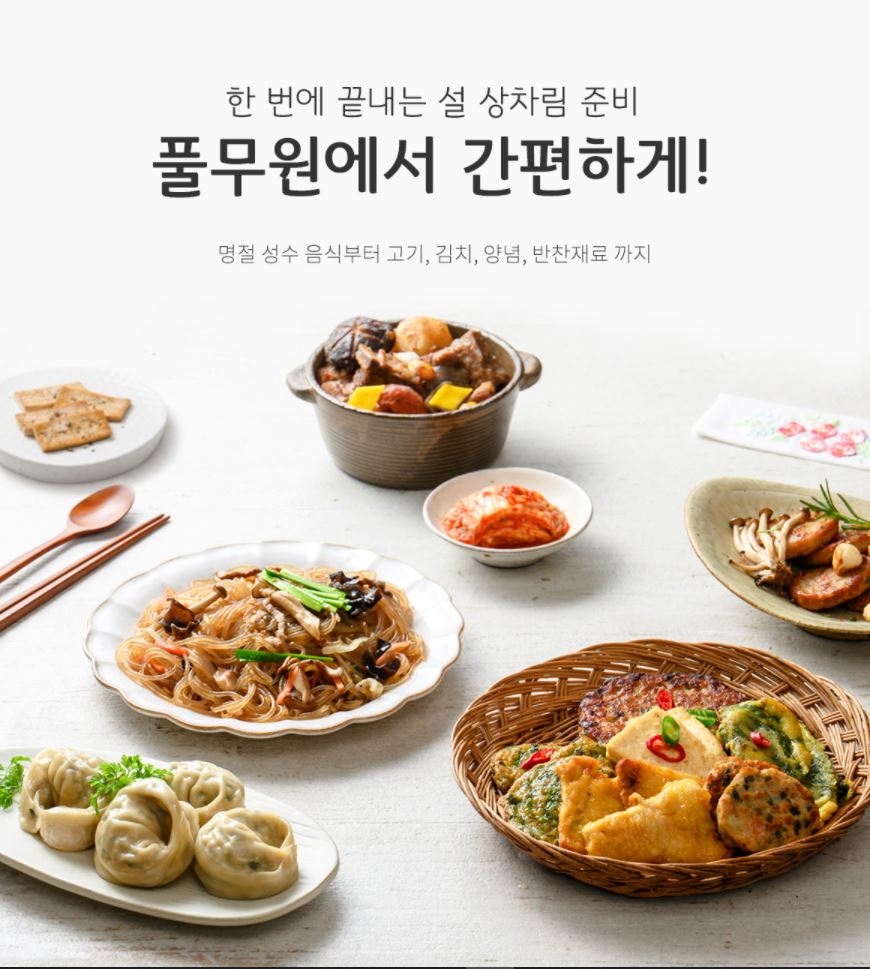 한 번에 끝내는 설 상차림 준비
풀무원에서 간편하게!
명절 성수 음식부터 고기, 김치, 양념, 반찬재료 까지